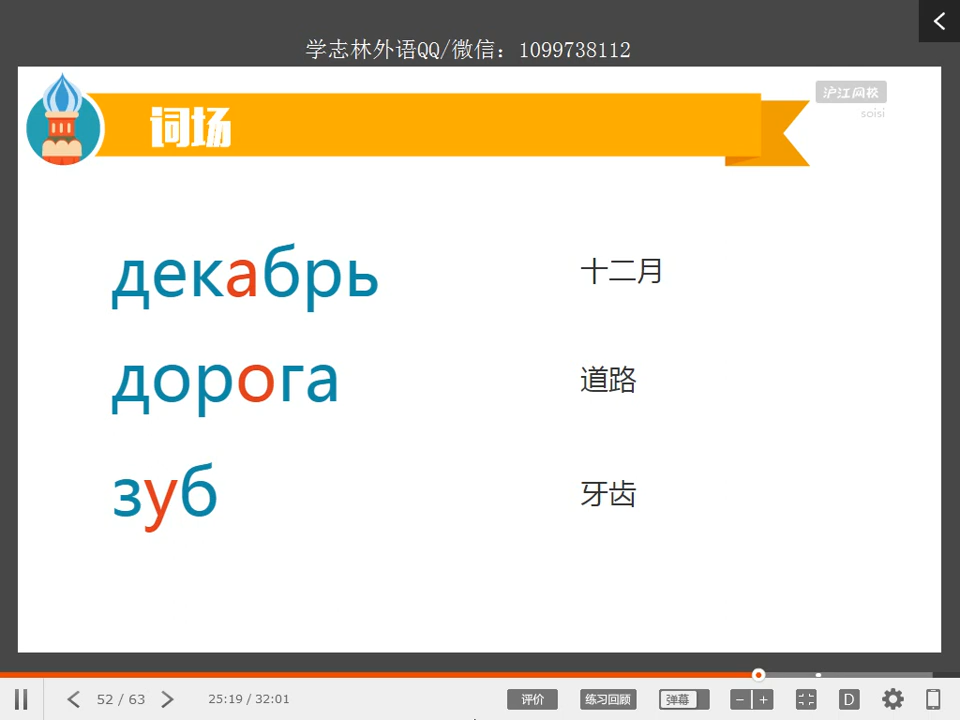 学志林外语QQ/微信：1099738112
沪江网校
soisi
词场
декабрь 十二月
дорога 道路
зуб 牙齿
52 / 63
25:19 / 32:01
评价
练习回顾
弹幕
D